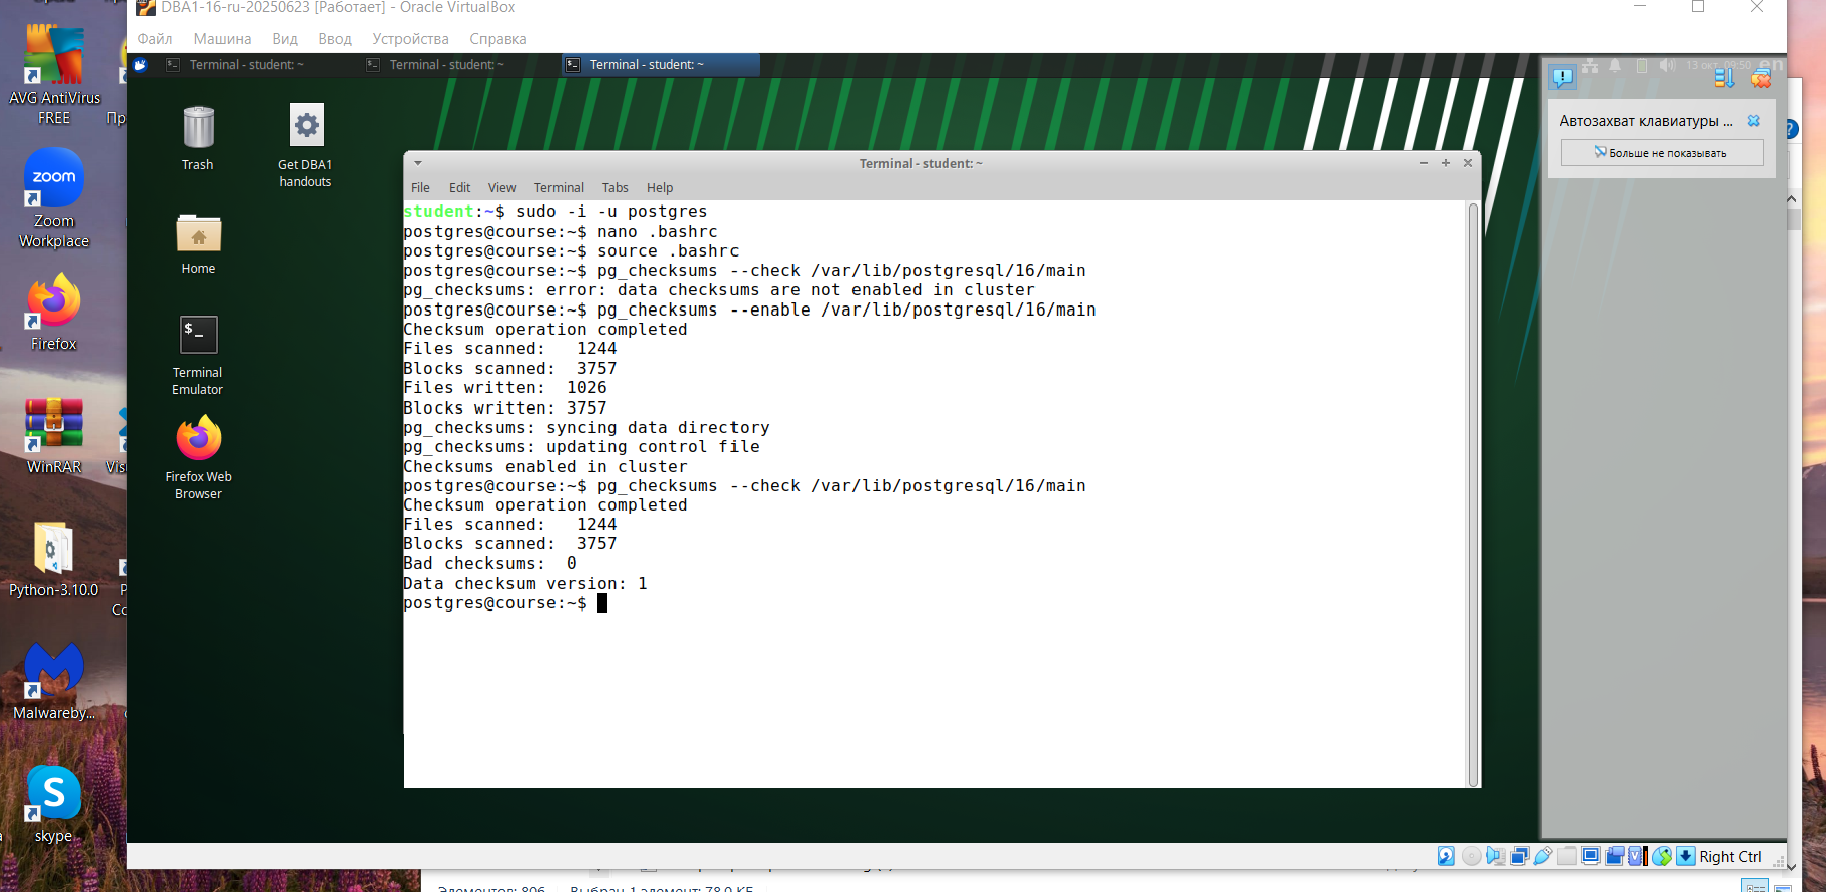 DBA1-16-ru-20250623 [Работает] - Oracle VirtualBox
Файл Машина Вид Ввод Устройства Справка
Terminal - student: ~
Terminal - student: ~
Terminal - student: ~
13 окт, 09:50
en
AVG AntiVirus
FREE
Zoom
Workplace
zoom
Firefox
WinRAR
Python-3.10.0
Malwareby...
skype
Trash
Get DBA1
handouts
Home
Terminal
Emulator
Firefox Web
Browser
Terminal - student: ~
File Edit View Terminal Tabs Help
student:~$ sudo -i -u postgres
postgres@course:~$ nano .bashrc
postgres@course:~$ source .bashrc
postgres@course:~$ pg_checksums --check /var/lib/postgresql/16/main
pg_checksums: error: data checksums are not enabled in cluster
postgres@course:~$ pg_checksums --enable /var/lib/postgresql/16/main
Checksum operation completed
Files scanned:   1244
Blocks scanned:  3757
Files written:  1026
Blocks written: 3757
pg_checksums: syncing data directory
pg_checksums: updating control file
Checksums enabled in cluster
postgres@course:~$ pg_checksums --check /var/lib/postgresql/16/main
Checksum operation completed
Files scanned:   1244
Blocks scanned:  3757
Bad checksums:  0
Data checksum version: 1
postgres@course:~$
Автозахват клавиатуры ...
Больше не показывать
Right Ctrl
Элементов: 806 Выбран 1 элемент: 78,0 КБ